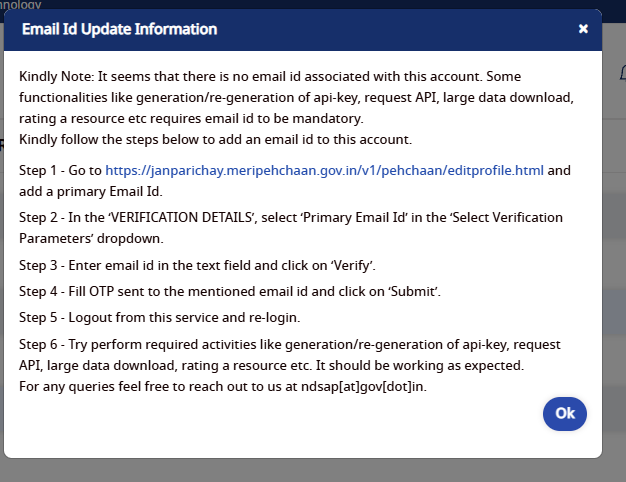 Email Id Update Information
Kindly Note: It seems that there is no email id associated with this account. Some
functionalities like generation/re-generation of api-key, request API, large data download,
rating a resource etc requires email id to be mandatory.
Kindly follow the steps below to add an email id to this account.
Step 1 - Go to https://janparichay.meripehchaan.gov.in/v1/pehchaan/editprofile.html and
add a primary Email Id.
Step 2 - In the ‘VERIFICATION DETAILS’, select ‘Primary Email Id’ in the ‘Select Verification
Parameters’ dropdown.
Step 3 - Enter email id in the text field and click on ‘Verify’.
Step 4 - Fill OTP sent to the mentioned email id and click on ‘Submit’.
Step 5 - Logout from this service and re-login.
Step 6 - Try perform required activities like generation/re-generation of api-key, request
API, large data download, rating a resource etc. It should be working as expected.
For any queries feel free to reach out to us at ndsap[at]gov[dot]in.
Ok